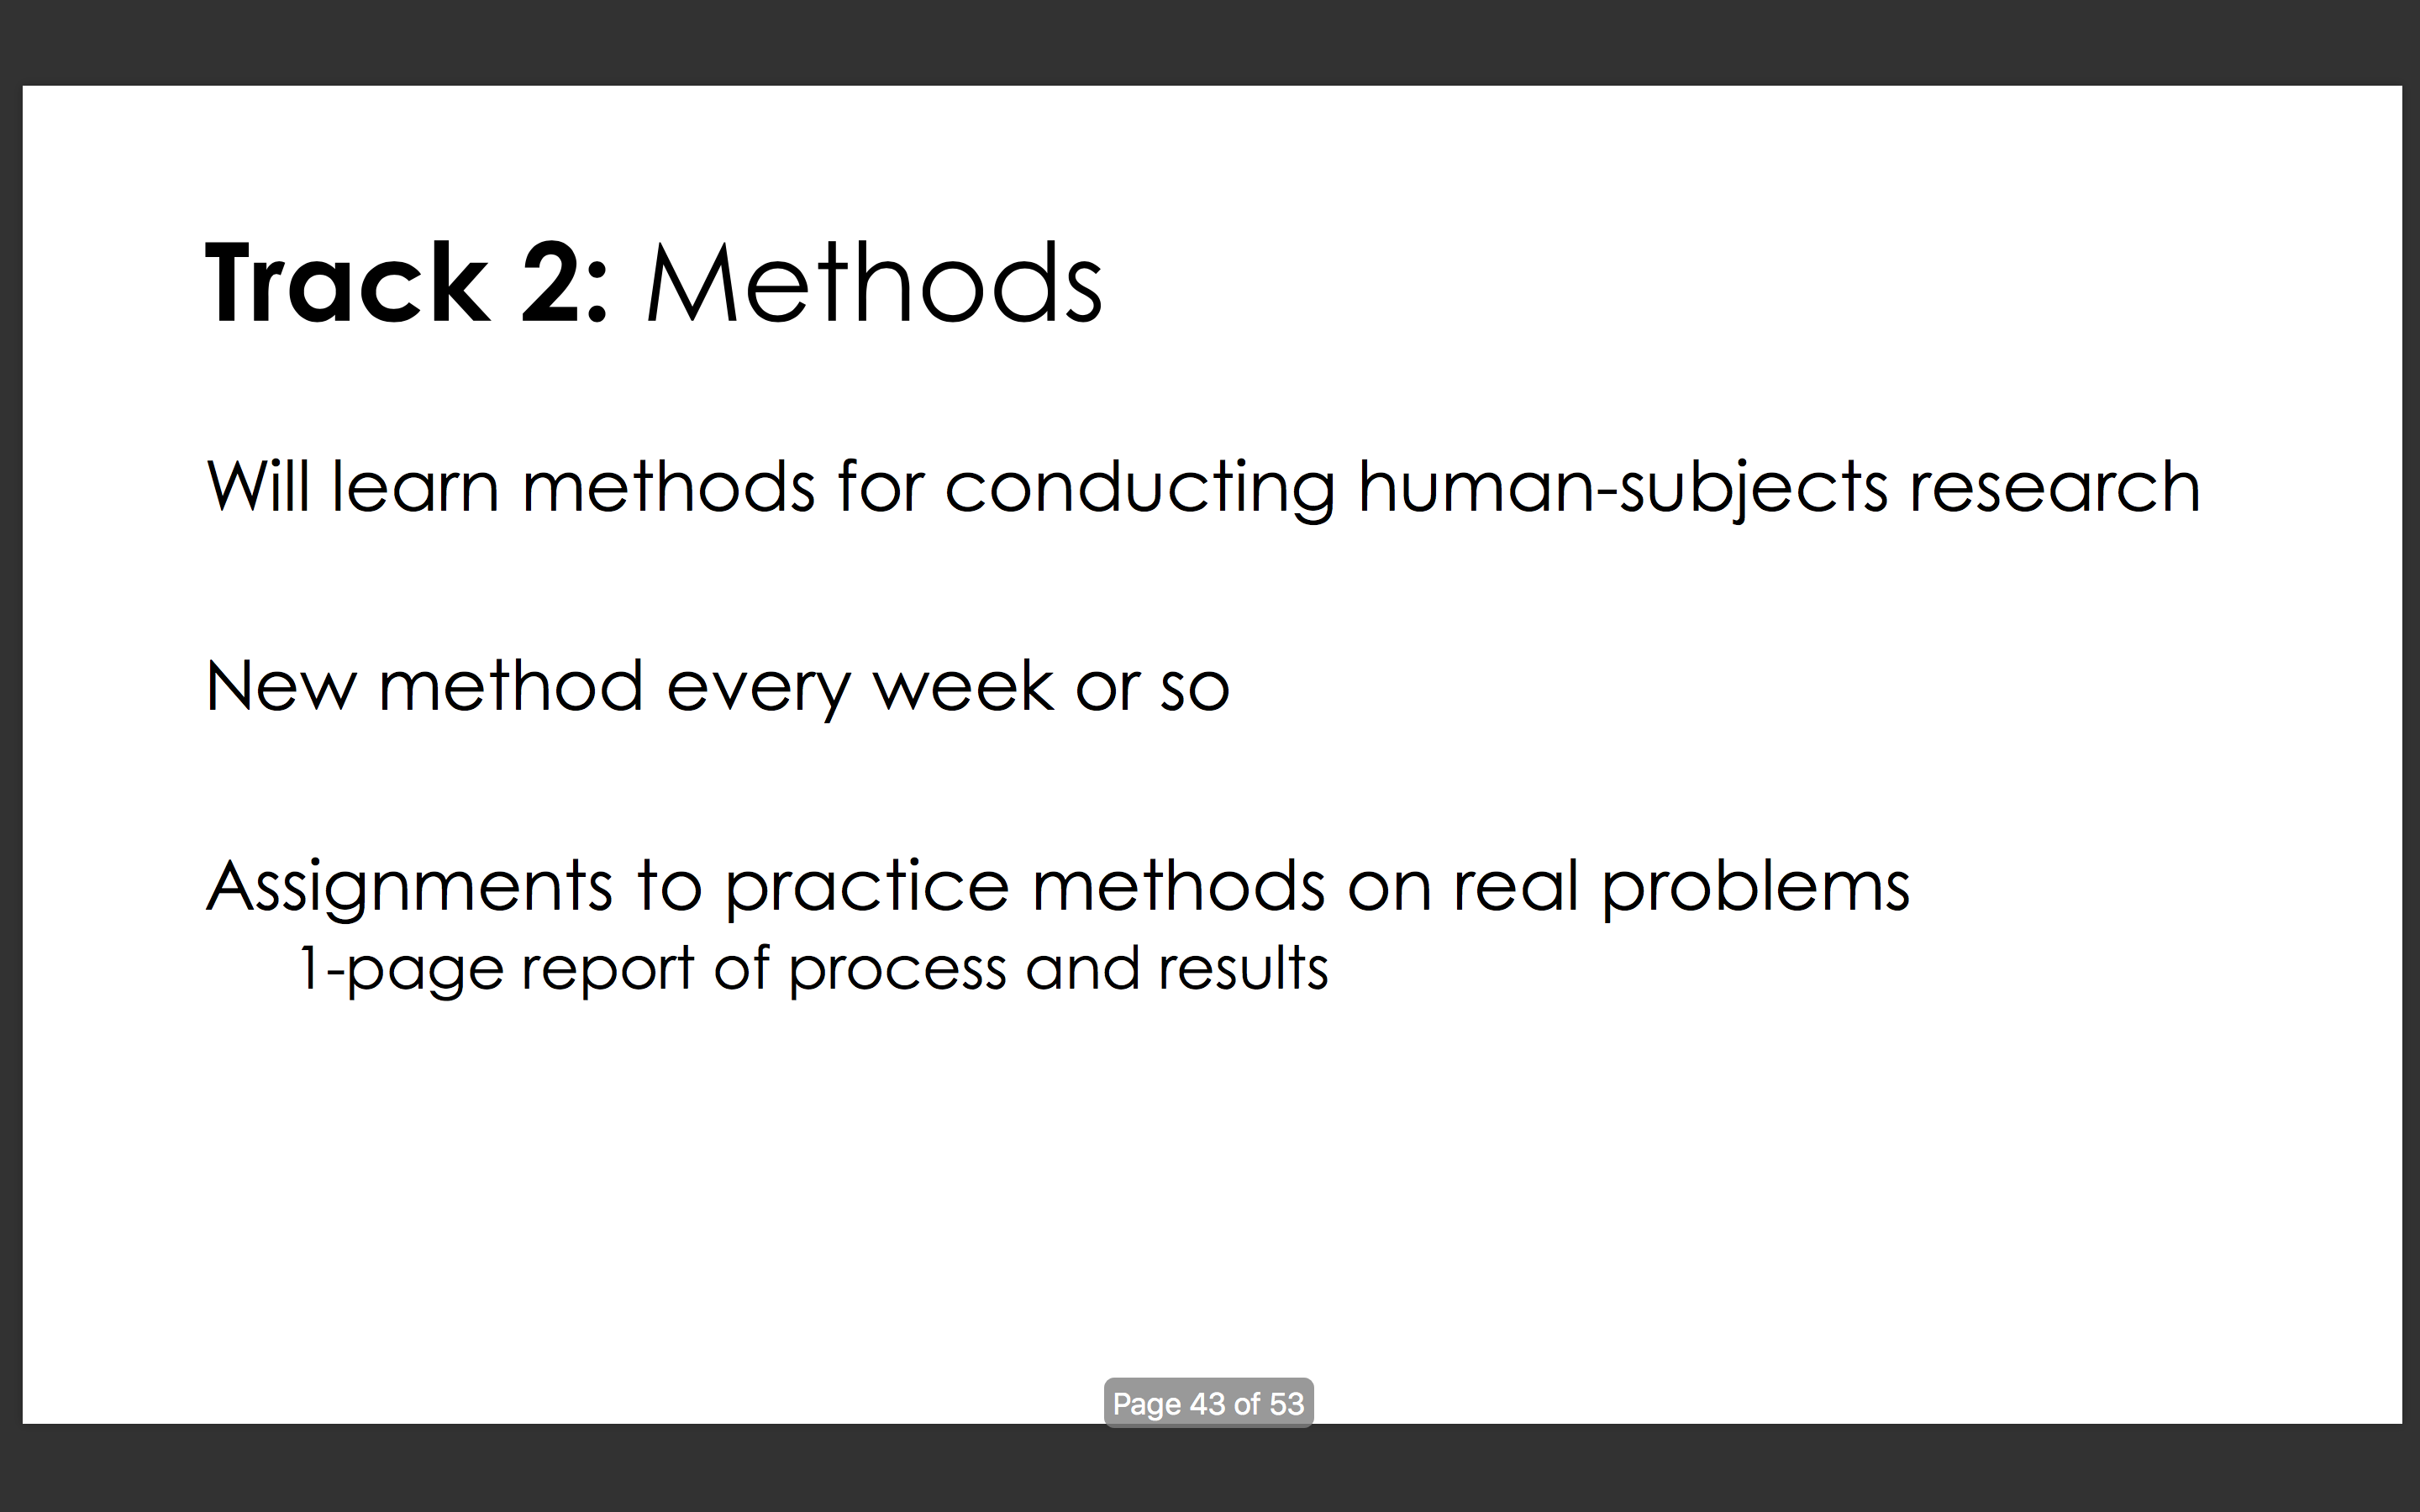 Track 2: Methods
Will learn methods for conducting human-subjects research
New method every week or so
Assignments to practice methods on real problems
1-page report of process and results
Page 43 of 53